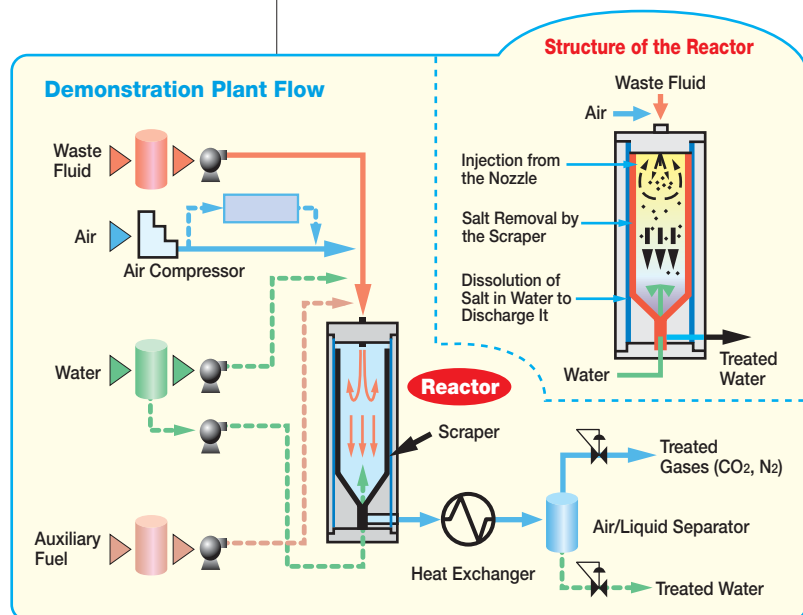 Structure of the Reactor
Demonstration Plant Flow
Waste Fluid
Air
Injection from
the Nozzle
Salt Removal by
the Scraper
Dissolution of
Salt in Water to
Discharge It
Water
Treated
Water
Waste
Fluid
Air
Air Compressor
Water
Reactor
Scraper
Auxiliary
Fuel
Heat Exchanger
Air/Liquid Separator
Treated
Gases (CO₂, N₂)
Treated Water